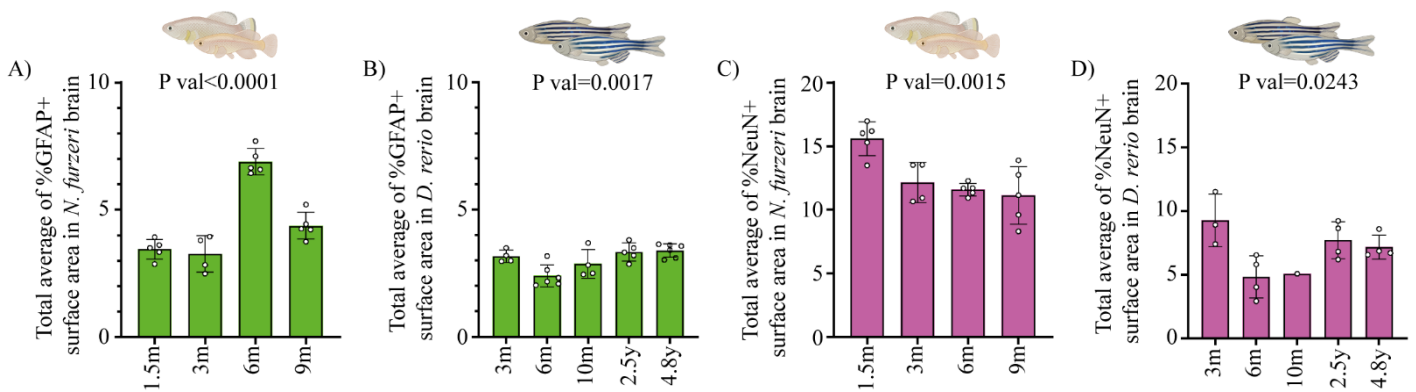 A)
P val<0.0001
Total average of %GFAP+
surface area in N. furzeri brain
10
5
0
1.5m
3m
6m
9m
B)
P val=0.0017
Total average of %GFAP+
surface area in D. rerio brain
10
5
0
3m
6m
10m
2.5y
4.8y
C)
P val=0.0015
Total average of %NeuN+
surface area in N. furzeri brain
20
15
10
5
0
1.5m
3m
6m
9m
D)
P val=0.0243
Total average of %NeuN+
surface area in D. rerio brain
20
15
10
5
0
3m
6m
10m
2.5y
4.8y